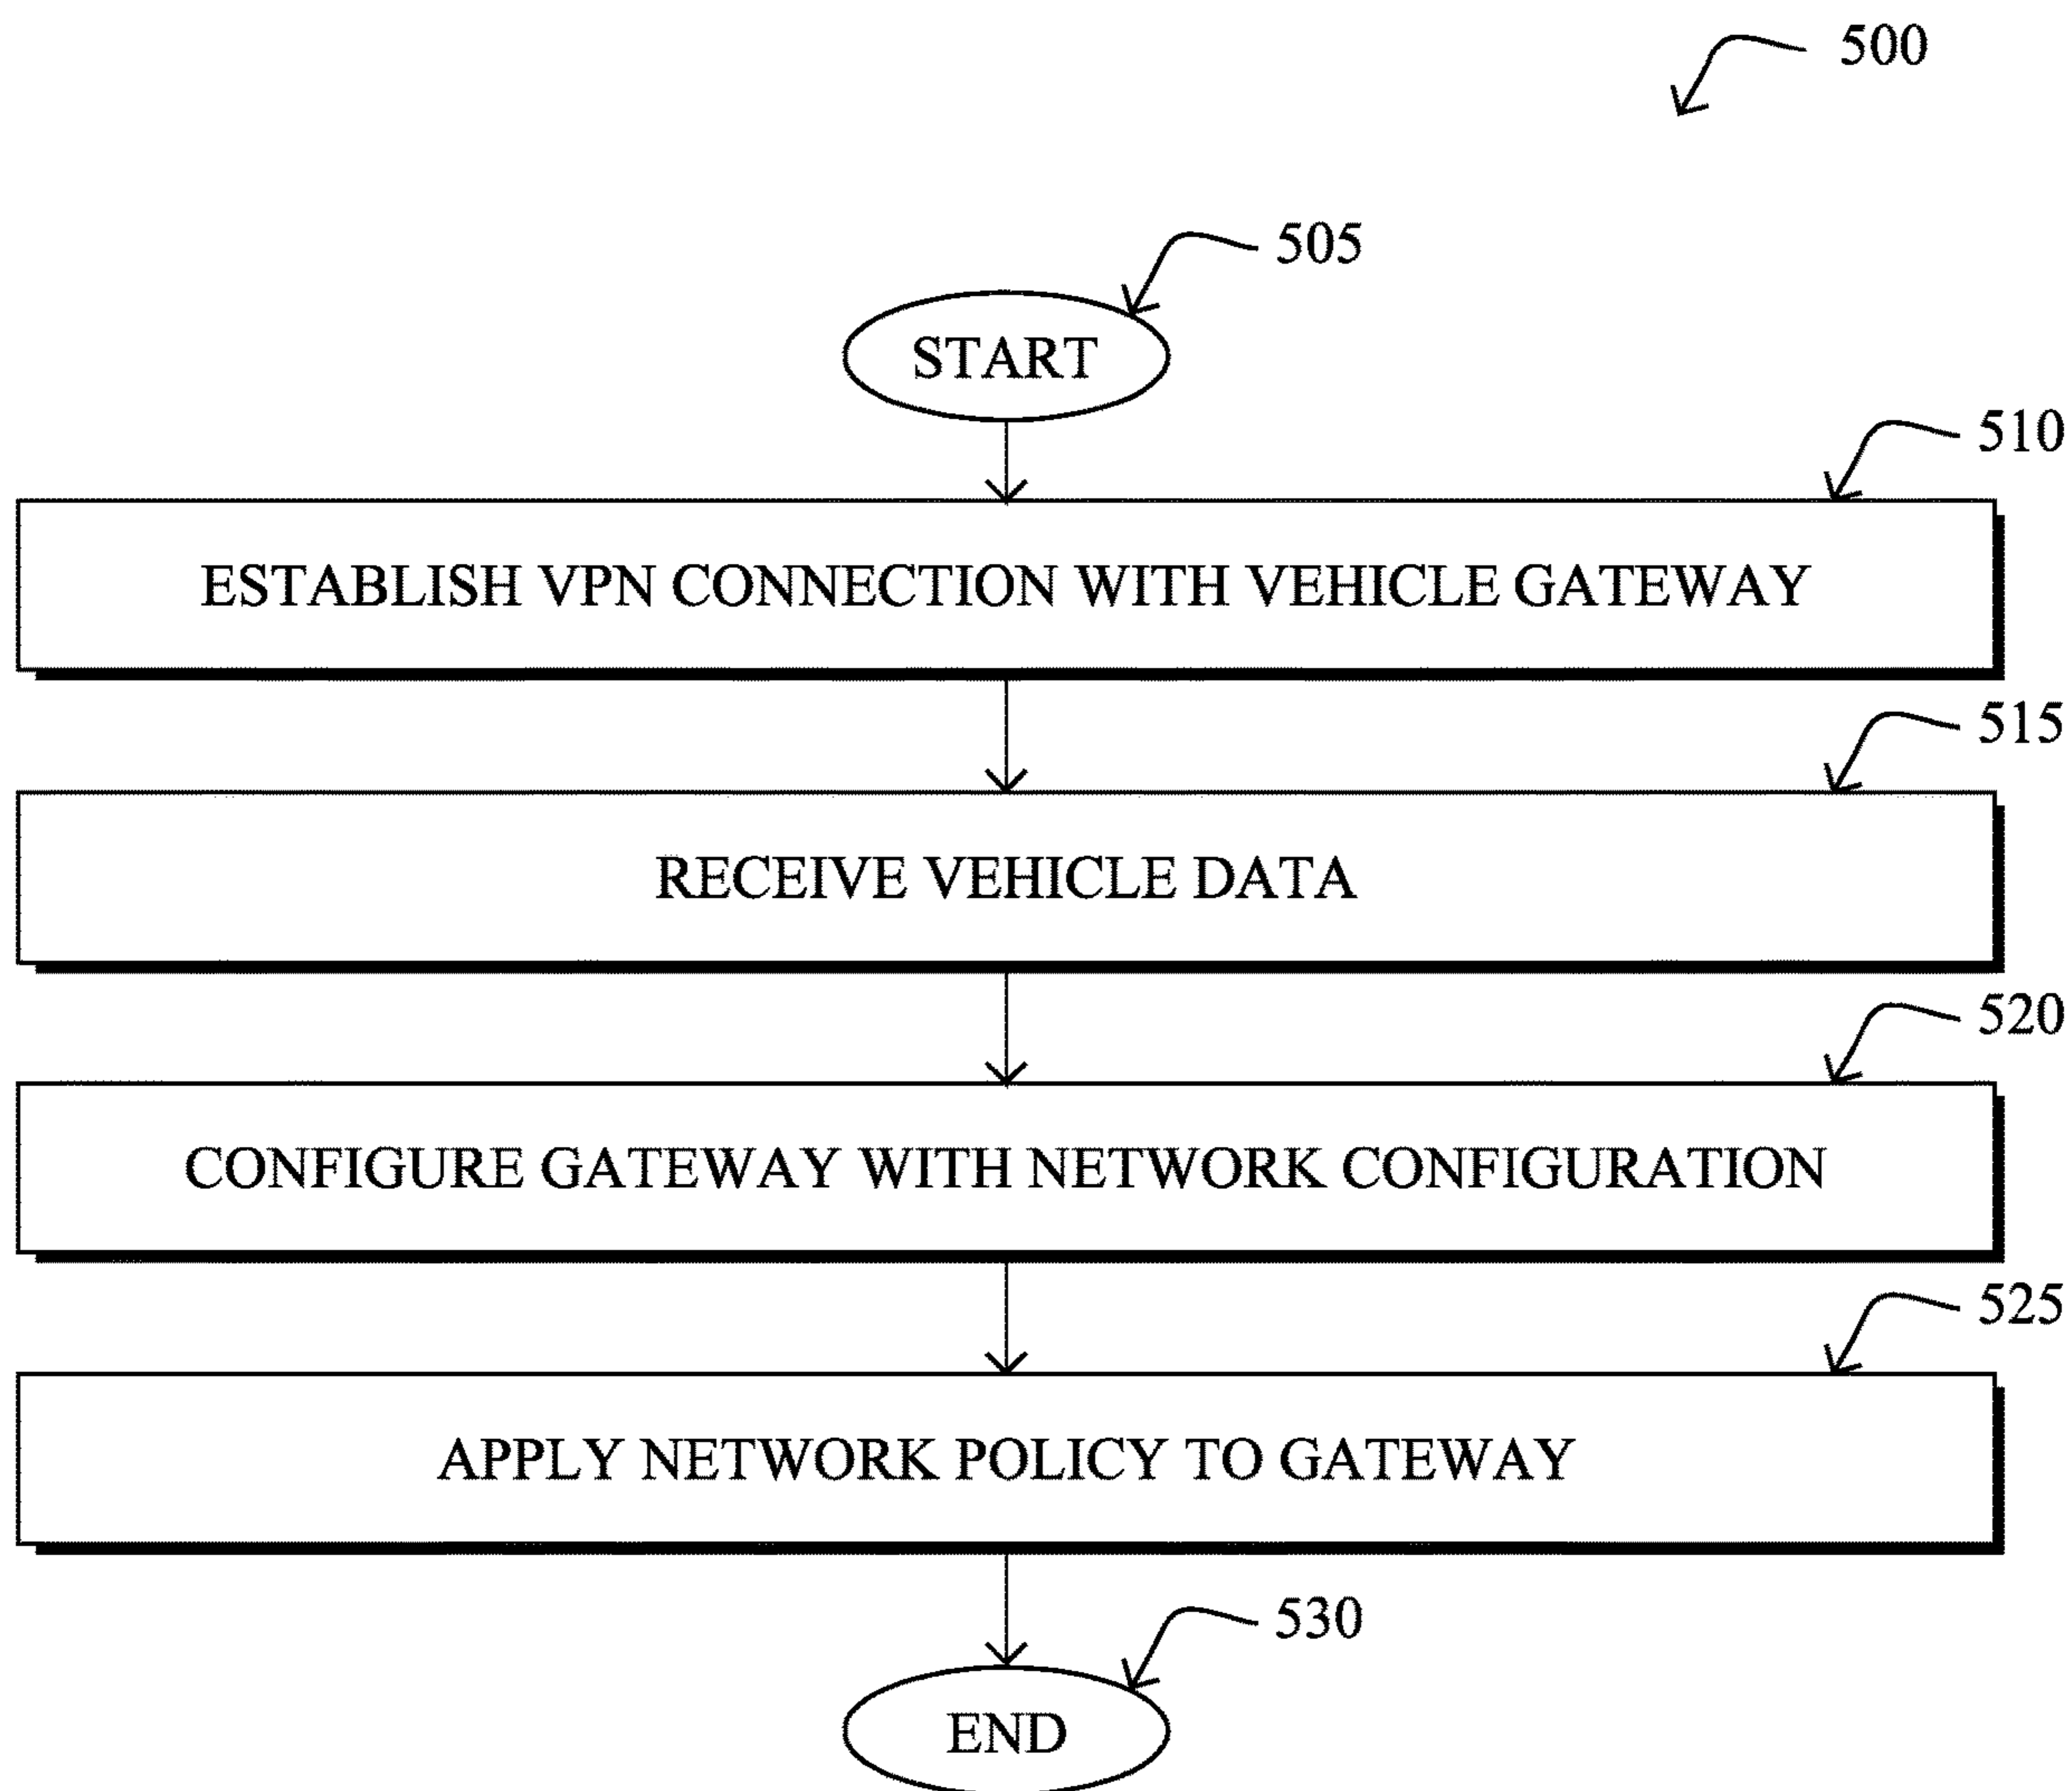 500
505
START
510
ESTABLISH VPN CONNECTION WITH VEHICLE GATEWAY
515
RECEIVE VEHICLE DATA
520
CONFIGURE GATEWAY WITH NETWORK CONFIGURATION
525
APPLY NETWORK POLICY TO GATEWAY
530
END